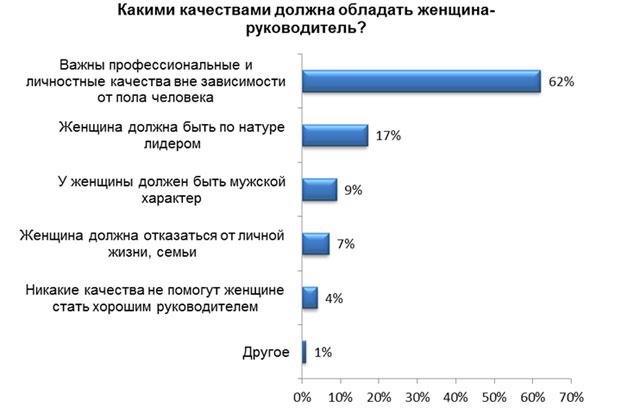 Какими качествами должна обладать женщина-
руководитель?
Важны профессиональные и
личностные качества вне зависимости
от пола человека
62%
Женщина должна быть по натуре
лидером
17%
У женщины должен быть мужской
характер
9%
Женщина должна отказаться от личной
жизни, семьи
7%
Никакие качества не помогут женщине
стать хорошим руководителем
4%
Другое
1%
0% 10% 20% 30% 40% 50% 60% 70%